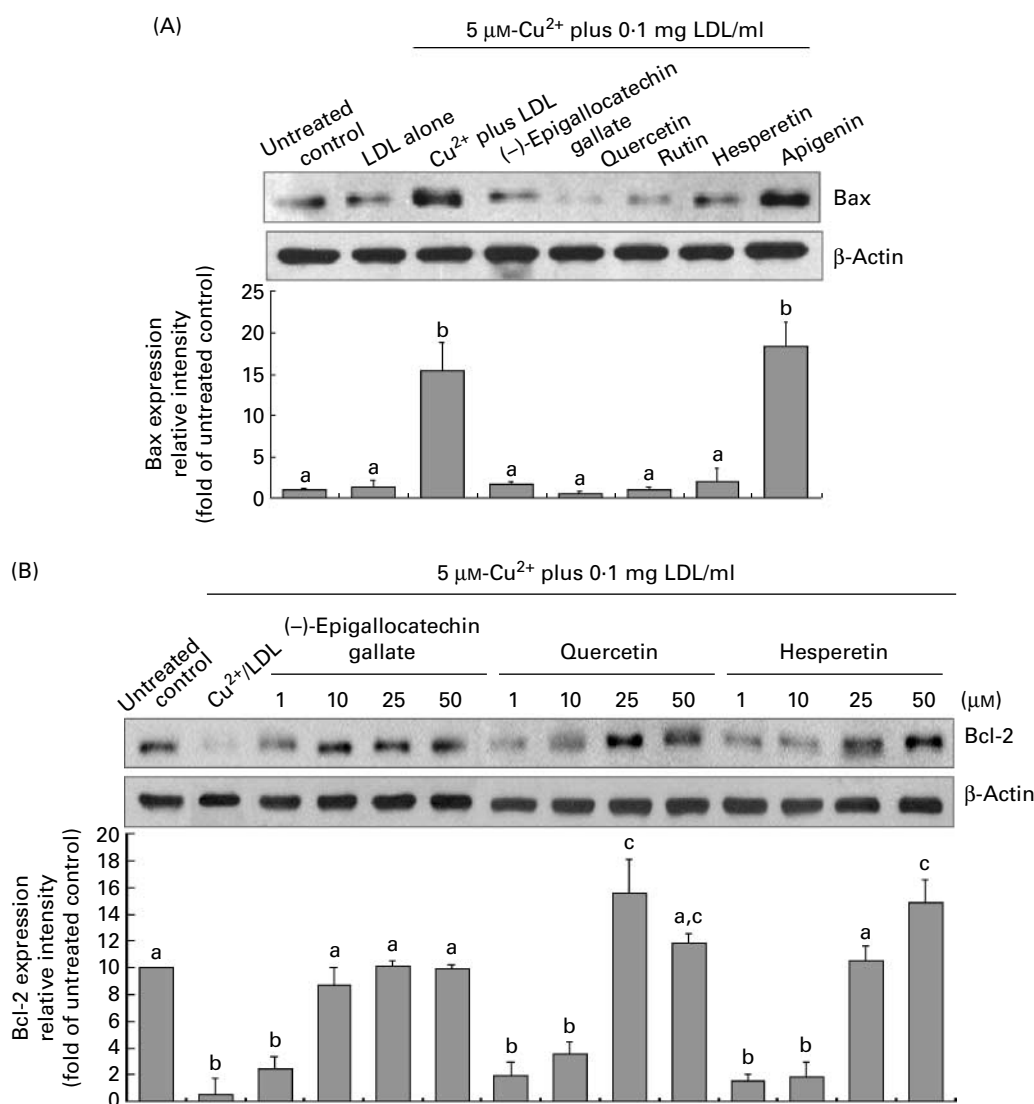 (A)
5 μM-Cu²⁺ plus 0·1 mg LDL/ml
Untreated
control
LDL alone
Cu²⁺ plus LDL
(–)-Epigallocatechin
gallate
Quercetin
Rutin
Hesperetin
Apigenin
Bax
β-Actin
Bax expression
relative intensity
(fold of untreated control)
25
20
15
10
5
0
a
a
b
a
a
a
a
b
(B)
5 μM-Cu²⁺ plus 0·1 mg LDL/ml
Untreated
control
Cu²⁺/LDL
(–)-Epigallocatechin
gallate
Quercetin
Hesperetin
1 10 25 50 1 10 25 50 1 10 25 50 (μM)
Bcl-2
β-Actin
Bcl-2 expression
relative intensity
(fold of untreated control)
20
18
16
14
12
10
8
6
4
2
0
a
b
b
a
a
a
b
b
c
a,c
b
b
a
c